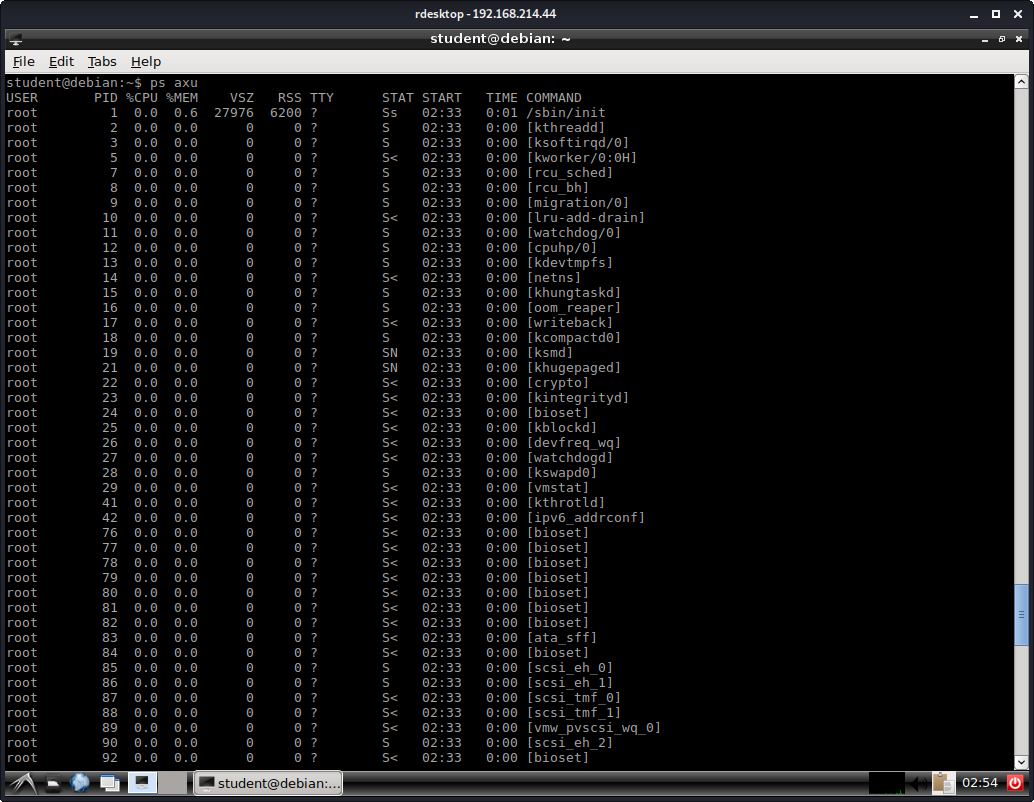 rdesktop - 192.168.214.44
student@debian: ~
File Edit Tabs Help
student@debian:~$ ps axu
USER PID %CPU %MEM VSZ RSS TTY STAT START TIME COMMAND
root 1 0.0 0.6 27976 6200 ? Ss 02:33 0:01 /sbin/init
root 2 0.0 0.0 0 0 ? S 02:33 0:00 [kthreadd]
root 3 0.0 0.0 0 0 ? S 02:33 0:00 [ksoftirqd/0]
root 5 0.0 0.0 0 0 ? S< 02:33 0:00 [kworker/0:0H]
root 7 0.0 0.0 0 0 ? S 02:33 0:00 [rcu_sched]
root 8 0.0 0.0 0 0 ? S 02:33 0:00 [rcu_bh]
root 9 0.0 0.0 0 0 ? S 02:33 0:00 [migration/0]
root 10 0.0 0.0 0 0 ? S< 02:33 0:00 [lru-add-drain]
root 11 0.0 0.0 0 0 ? S 02:33 0:00 [watchdog/0]
root 12 0.0 0.0 0 0 ? S 02:33 0:00 [cpuhp/0]
root 13 0.0 0.0 0 0 ? S 02:33 0:00 [kdevtmpfs]
root 14 0.0 0.0 0 0 ? S< 02:33 0:00 [netns]
root 15 0.0 0.0 0 0 ? S 02:33 0:00 [khungtaskd]
root 16 0.0 0.0 0 0 ? S 02:33 0:00 [oom_reaper]
root 17 0.0 0.0 0 0 ? S< 02:33 0:00 [writeback]
root 18 0.0 0.0 0 0 ? S 02:33 0:00 [kcompactd0]
root 19 0.0 0.0 0 0 ? SN 02:33 0:00 [ksmd]
root 21 0.0 0.0 0 0 ? SN 02:33 0:00 [khugepaged]
root 22 0.0 0.0 0 0 ? S< 02:33 0:00 [crypto]
root 23 0.0 0.0 0 0 ? S< 02:33 0:00 [kintegrityd]
root 24 0.0 0.0 0 0 ? S< 02:33 0:00 [bioset]
root 25 0.0 0.0 0 0 ? S< 02:33 0:00 [kblockd]
root 26 0.0 0.0 0 0 ? S< 02:33 0:00 [devfreq_wq]
root 27 0.0 0.0 0 0 ? S< 02:33 0:00 [watchdogd]
root 28 0.0 0.0 0 0 ? S 02:33 0:00 [kswapd0]
root 29 0.0 0.0 0 0 ? S< 02:33 0:00 [vmstat]
root 41 0.0 0.0 0 0 ? S< 02:33 0:00 [kthrotld]
root 42 0.0 0.0 0 0 ? S< 02:33 0:00 [ipv6_addrconf]
root 76 0.0 0.0 0 0 ? S< 02:33 0:00 [bioset]
root 77 0.0 0.0 0 0 ? S< 02:33 0:00 [bioset]
root 78 0.0 0.0 0 0 ? S< 02:33 0:00 [bioset]
root 79 0.0 0.0 0 0 ? S< 02:33 0:00 [bioset]
root 80 0.0 0.0 0 0 ? S< 02:33 0:00 [bioset]
root 81 0.0 0.0 0 0 ? S< 02:33 0:00 [bioset]
root 82 0.0 0.0 0 0 ? S< 02:33 0:00 [bioset]
root 83 0.0 0.0 0 0 ? S< 02:33 0:00 [ata_sff]
root 84 0.0 0.0 0 0 ? S< 02:33 0:00 [bioset]
root 85 0.0 0.0 0 0 ? S 02:33 0:00 [scsi_eh_0]
root 86 0.0 0.0 0 0 ? S 02:33 0:00 [scsi_eh_1]
root 87 0.0 0.0 0 0 ? S< 02:33 0:00 [scsi_tmf_0]
root 88 0.0 0.0 0 0 ? S< 02:33 0:00 [scsi_tmf_1]
root 89 0.0 0.0 0 0 ? S< 02:33 0:00 [vmw_pvscsi_wq_0]
root 90 0.0 0.0 0 0 ? S 02:33 0:00 [scsi_eh_2]
root 92 0.0 0.0 0 0 ? S< 02:33 0:00 [bioset]
student@debian:... 02:54